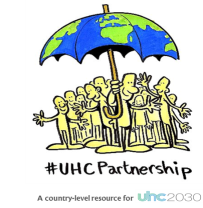 #UHC Partnership
A country-level resource for uhc2030